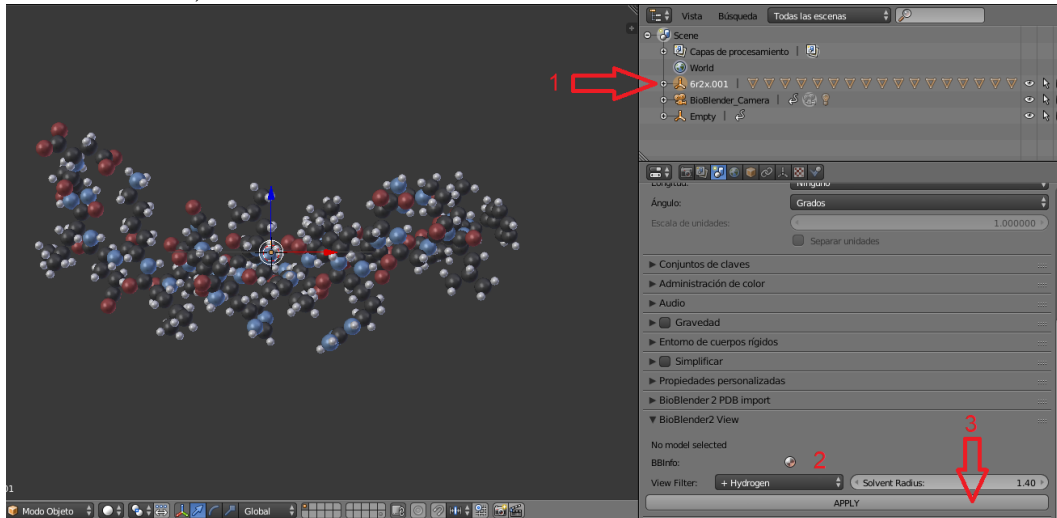 Vista Búsqueda Todas las escenas
Scene
Capas de procesamiento
World
1
6r2x.001
BioBlender_Camera
Empty
Ninguno
Ángulo: Grados
Escala de unidades: 1.000000
Separar unidades
Conjuntos de claves
Administración de color
Audio
Gravedad
Entorno de cuerpos rígidos
Simplificar
Propiedades personalizadas
BioBlender 2 PDB import
BioBlender2 View
3
No model selected
BBInfo: 2
View Filter: + Hydrogen Solvent Radius: 1.40
APPLY
Modo Objeto Global